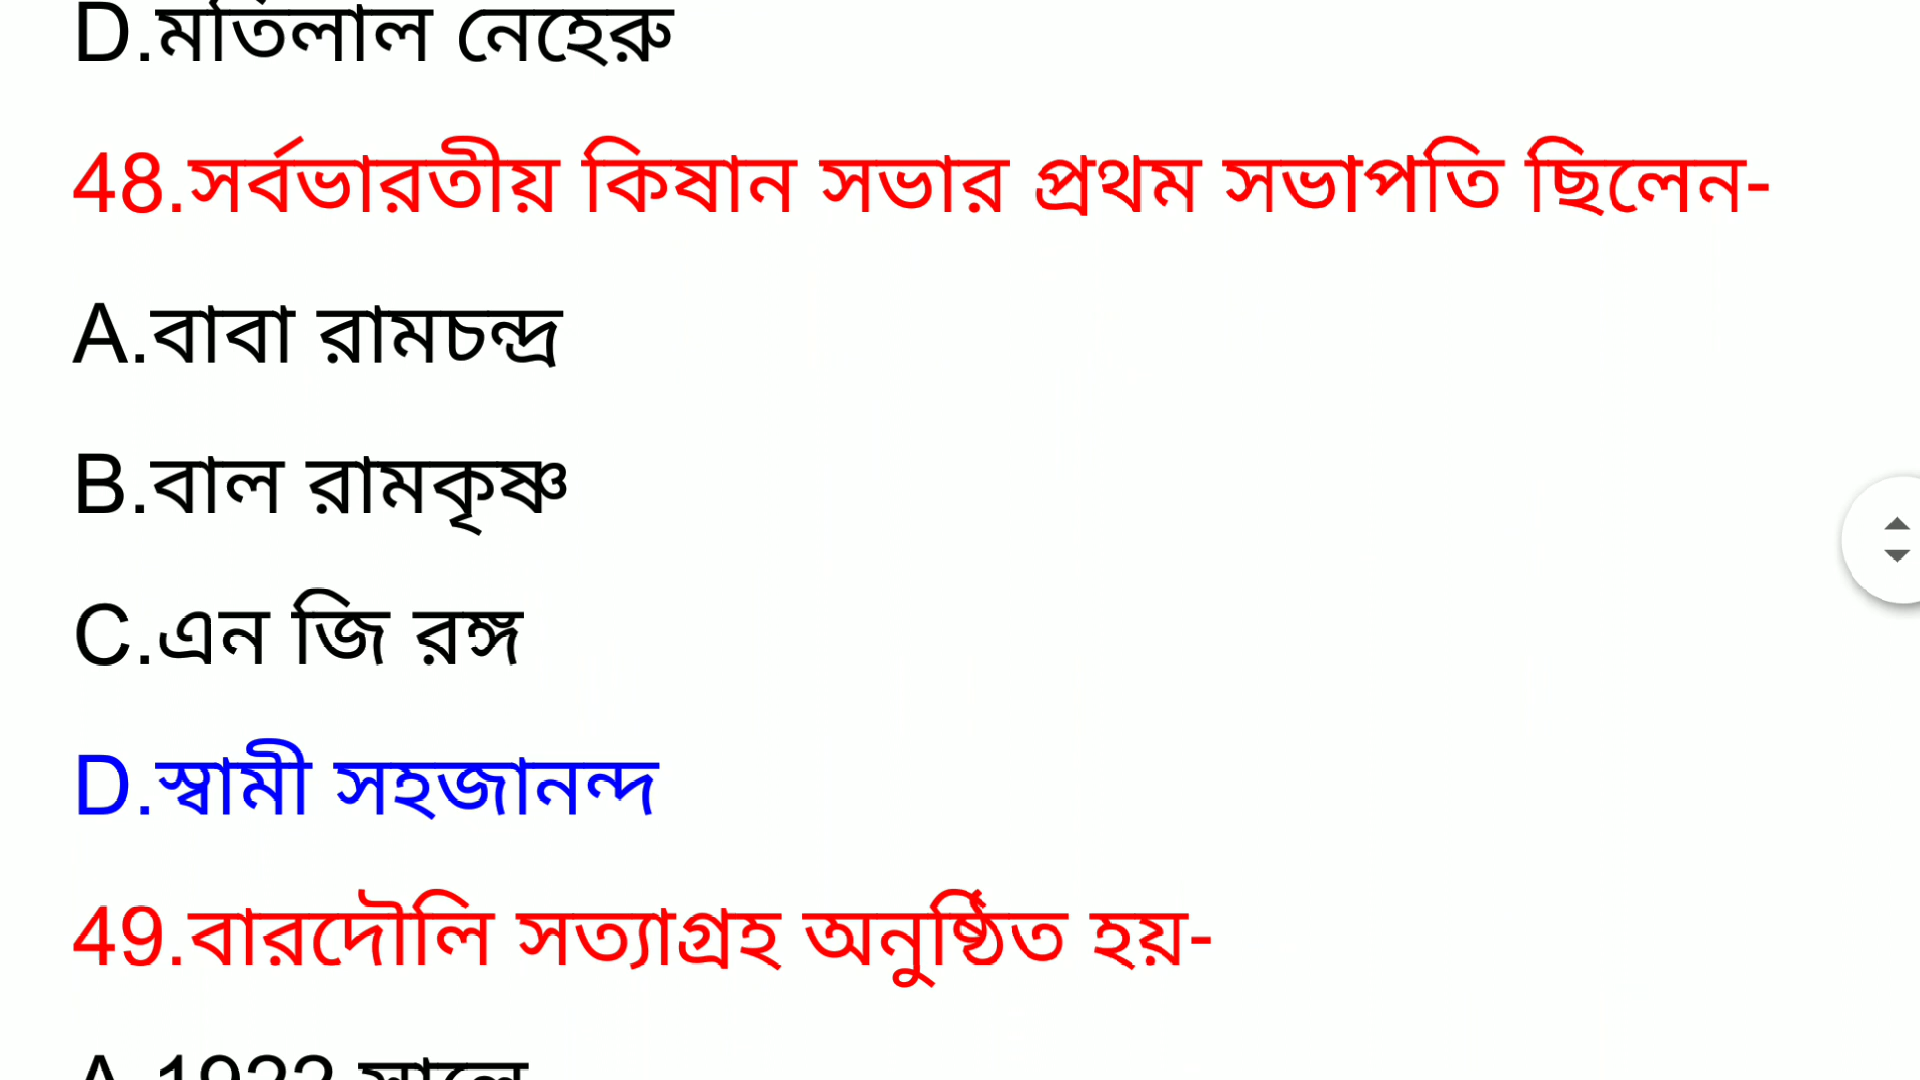 D.মতিলাল নেহেরু
48.সর্বভারতীয় কিষান সভার প্রথম সভাপতি ছিলেন-
A.বাবা রামচন্দ্র
B.বাল রামকৃষ্ণ
C.এন জি রঙ্গ
D.স্বামী সহজানন্দ
49.বারদৌলি সত্যাগ্রহ অনুষ্ঠিত হয়-
A.1922 সালে